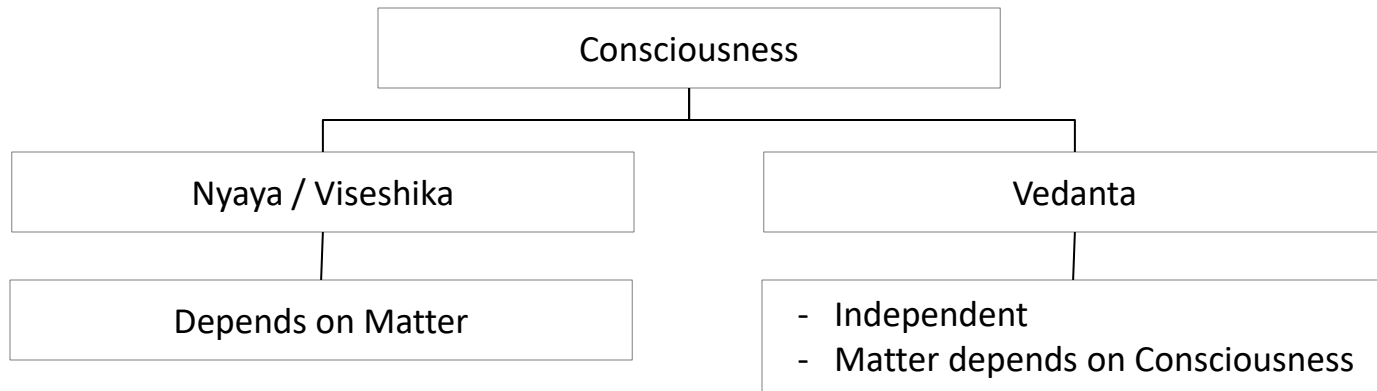 Consciousness
Nyaya / Viseshika
Vedanta
Depends on Matter
- Independent
- Matter depends on Consciousness